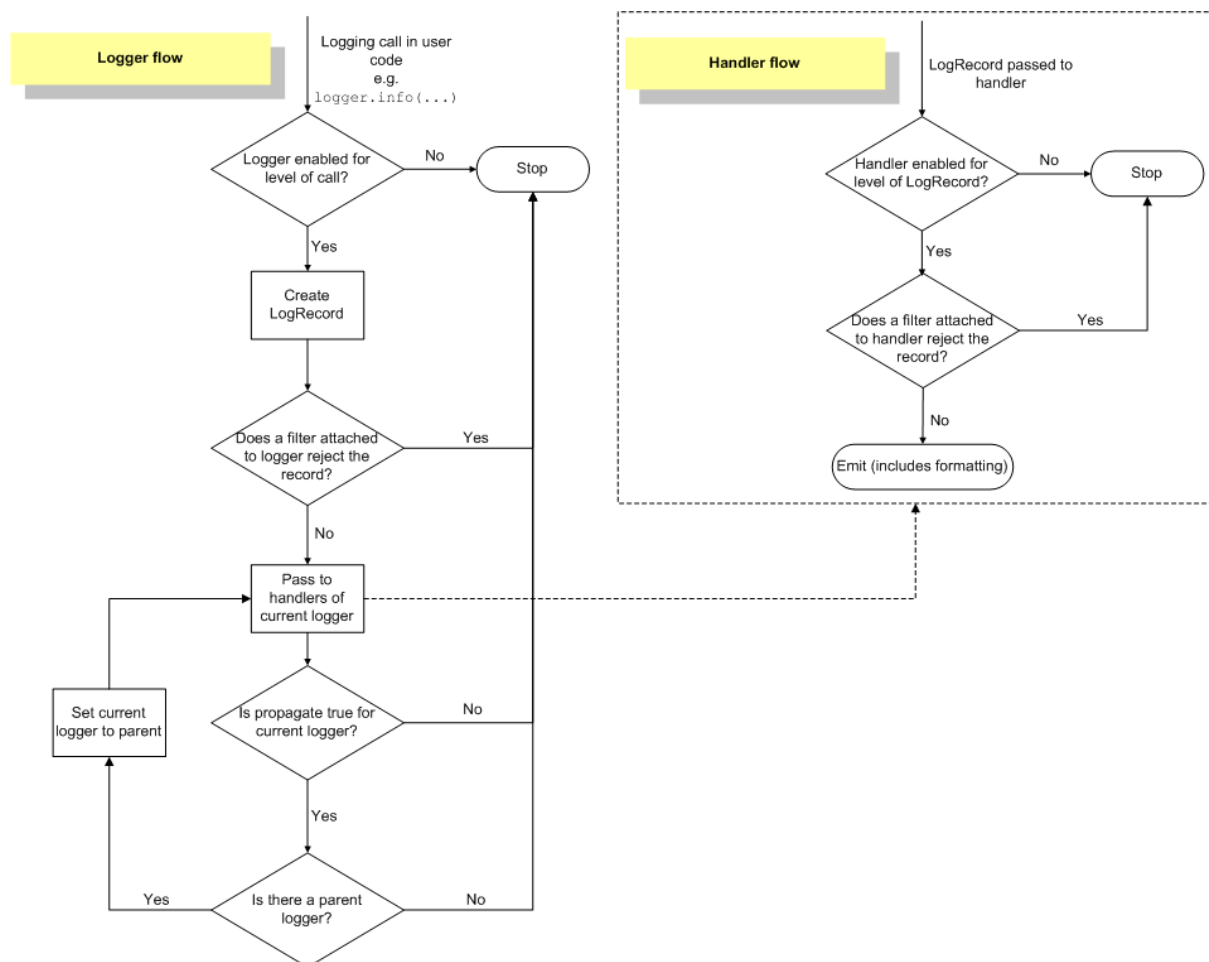 Logger flow
Logging call in user
code
e.g.
logger.info(...)
Logger enabled for
level of call?
No
Stop
Yes
Create
LogRecord
Does a filter attached
to logger reject the
record?
Yes
No
Pass to
handlers of
current logger
Is propagate true for
current logger?
No
Set current
logger to parent
Yes
Is there a parent
logger?
Yes
No
Handler flow
LogRecord passed to
handler
Handler enabled for
level of LogRecord?
No
Stop
Yes
Does a filter attached
to handler reject the
record?
Yes
No
Emit (includes formatting)